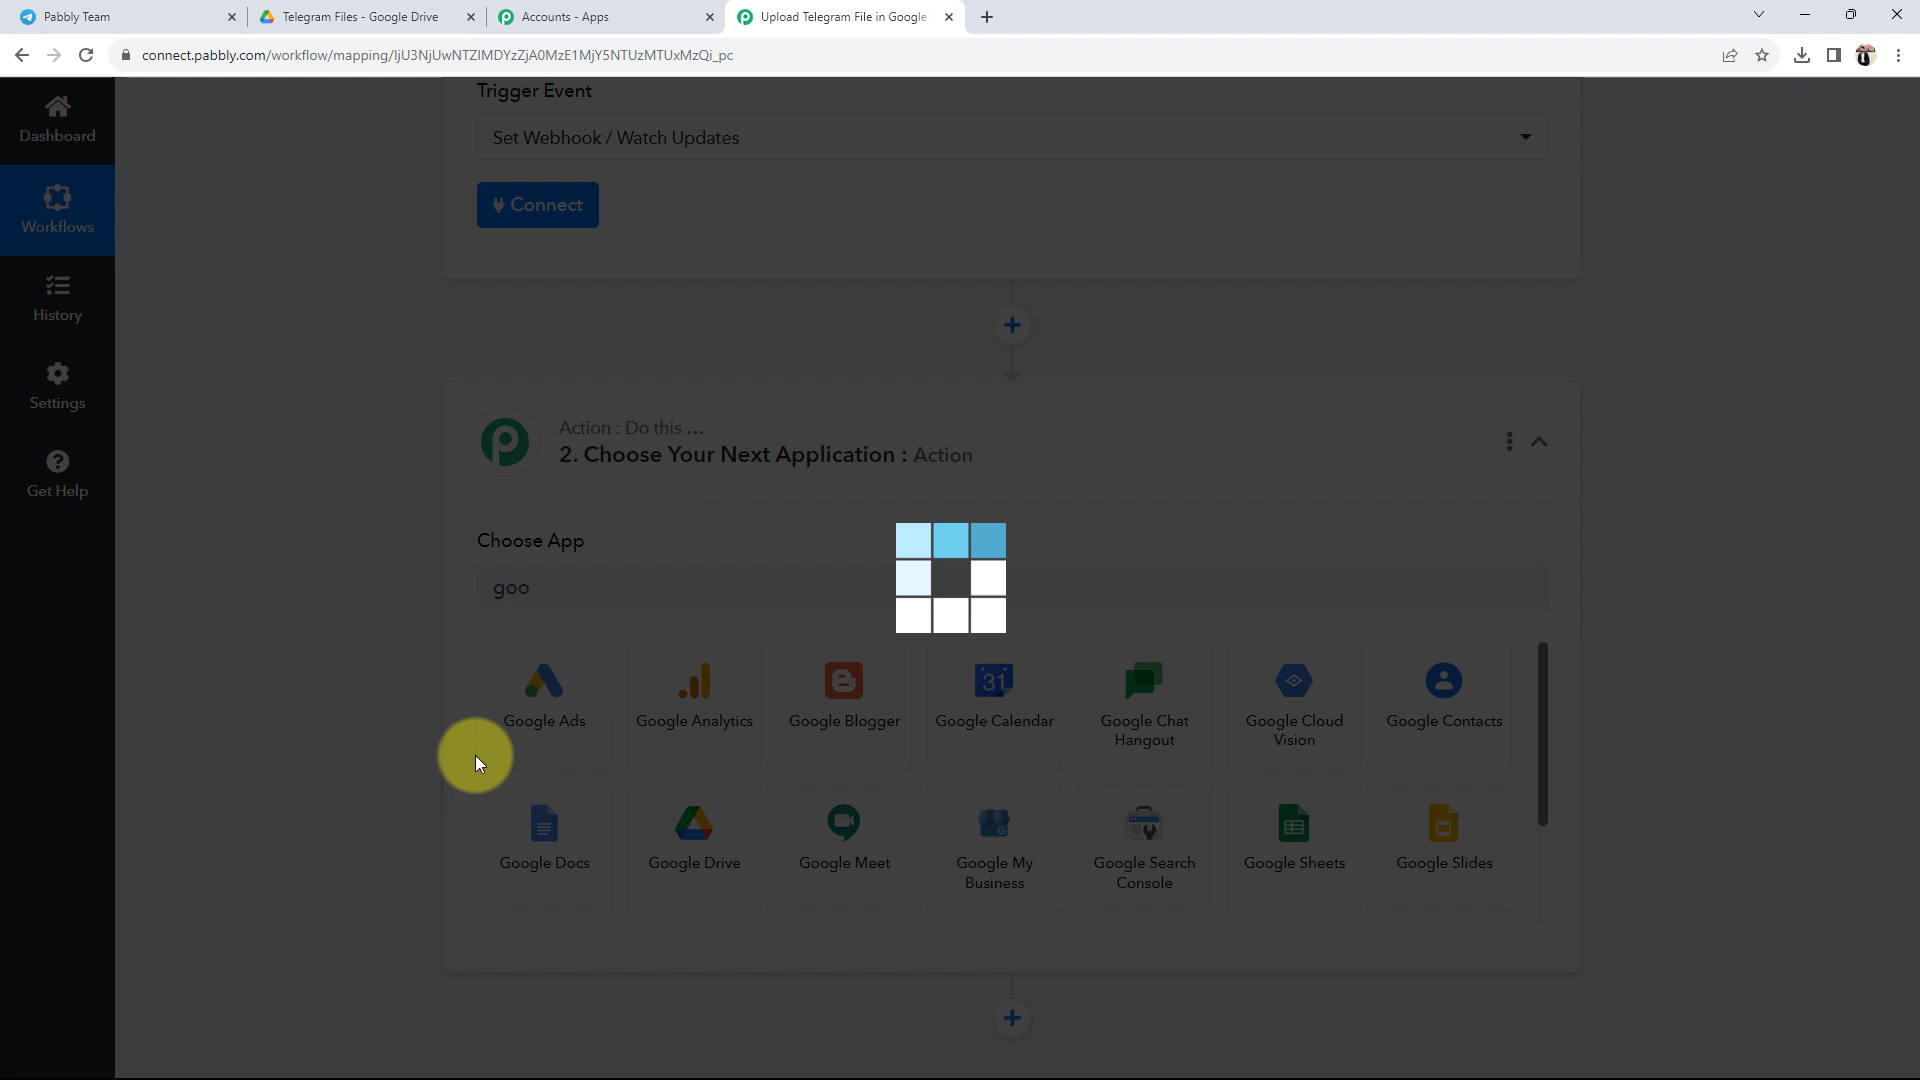 Pabbly Team
Telegram Files - Google Drive
Accounts - Apps
Upload Telegram File in Google
connect.pabbly.com/workflow/mapping/IjU3NjUwNTZlMDYzZjA0MzE1MjY5NTUzMTUxMzQi_pc
Dashboard
Workflows
History
Settings
Get Help
Trigger Event
Set Webhook / Watch Updates
Connect
Action : Do this ...
2. Choose Your Next Application : Action
Choose App
goo
Google Ads
Google Analytics
Google Blogger
31
Google Calendar
Google Chat
Hangout
Google Cloud
Vision
Google Contacts
Google Docs
Google Drive
Google Meet
Google My
Business
Google Search
Console
Google Sheets
Google Slides